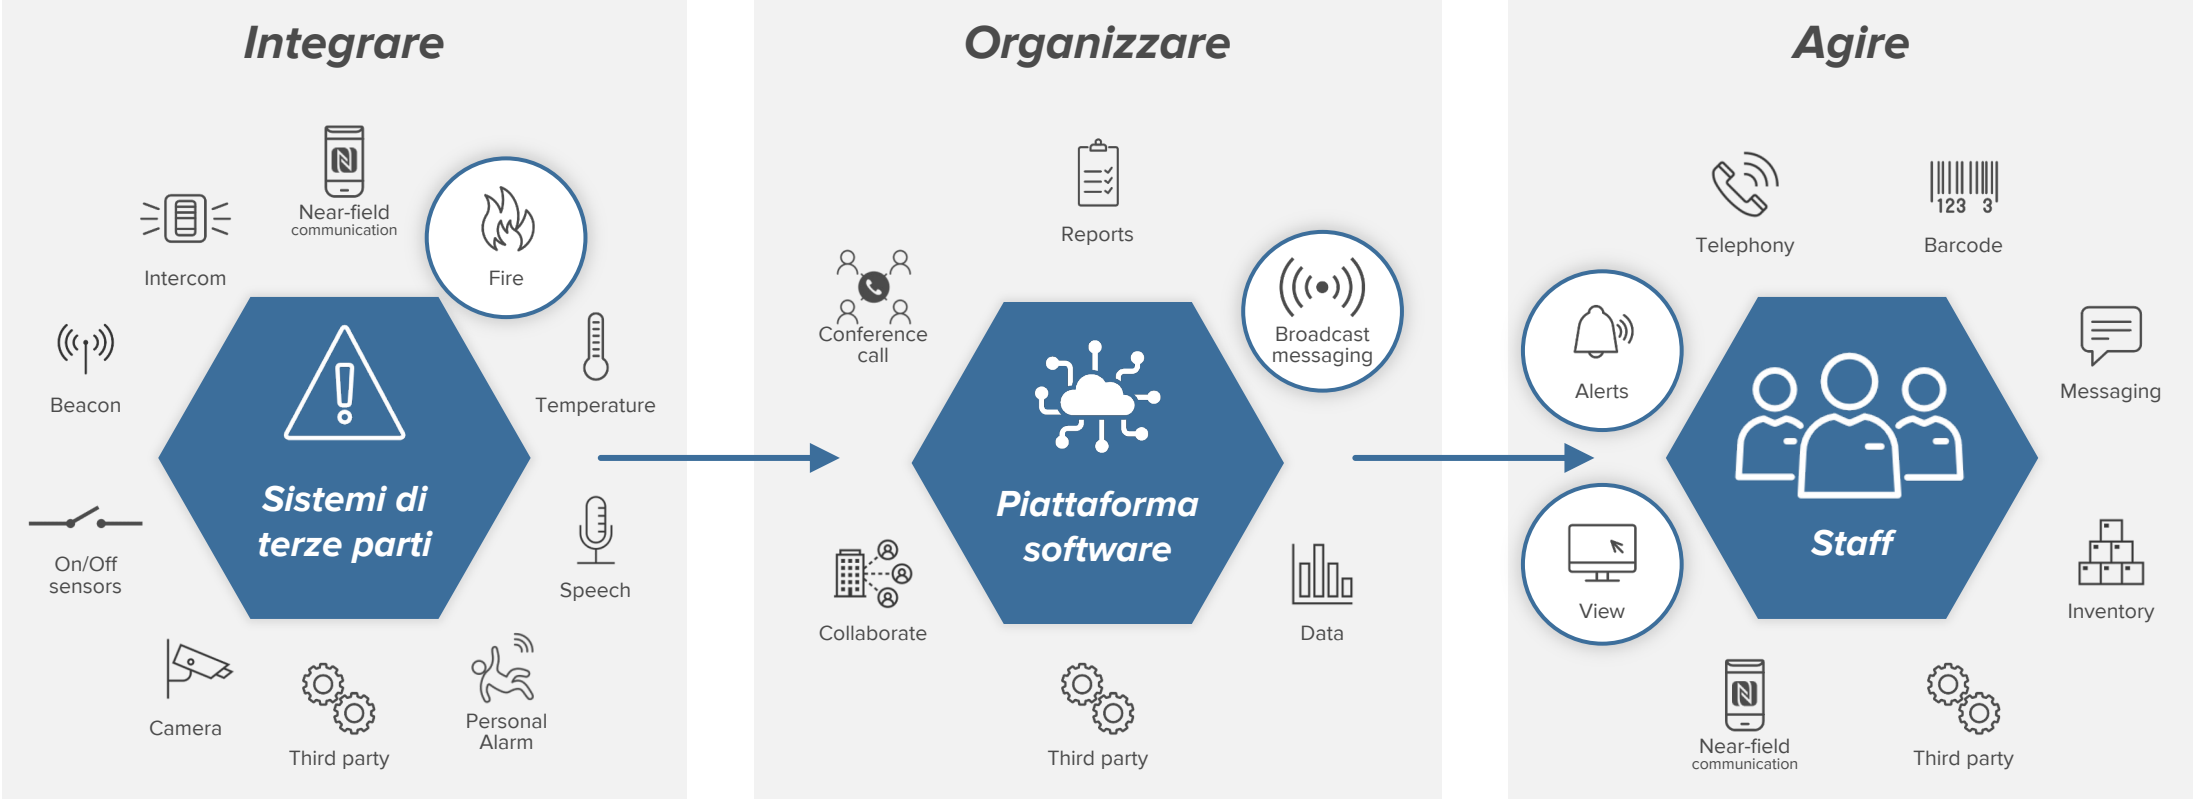 Integrare
Near-field
communication
Intercom
Fire
Beacon
Temperature
Sistemi di
terze parti
On/Off
sensors
Speech
Camera
Third party
Personal
Alarm
Organizzare
Reports
Conference
call
Broadcast
messaging
Piattaforma
software
Collaborate
Data
Third party
Agire
Telephony
123 3
Barcode
Alerts
Messaging
Staff
View
Inventory
Near-field
communication
Third party